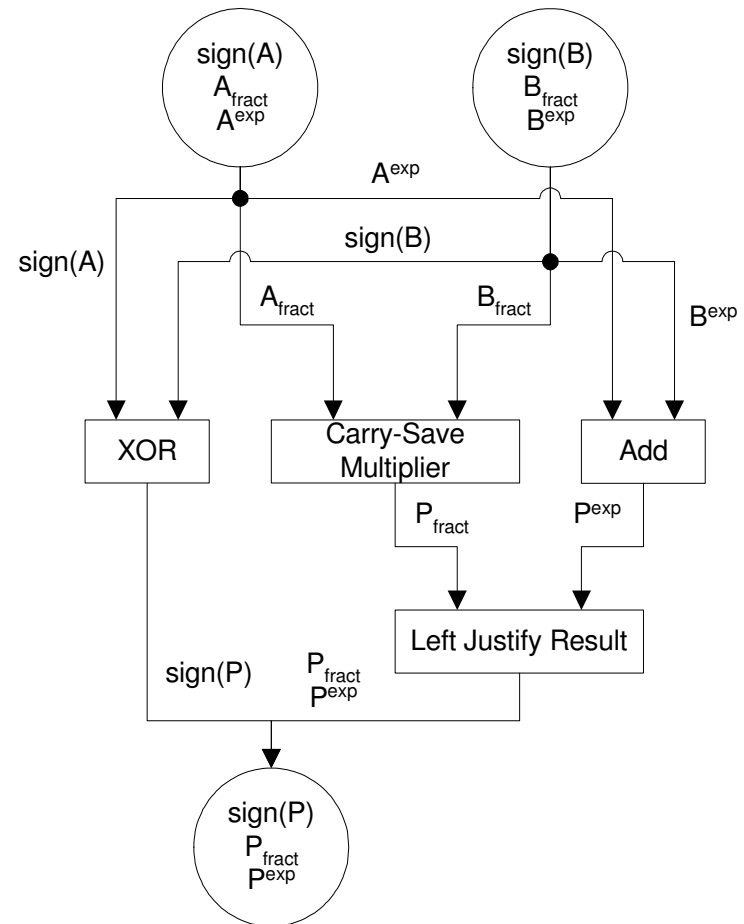 sign(A)
A_fract
A^exp
sign(B)
B_fract
B^exp
A^exp
sign(B)
sign(A)
A_fract
B_fract
B^exp
XOR
Carry-Save
Multiplier
Add
P_fract
P^exp
Left Justify Result
sign(P)
P_fract
P^exp
sign(P)
P_fract
P^exp